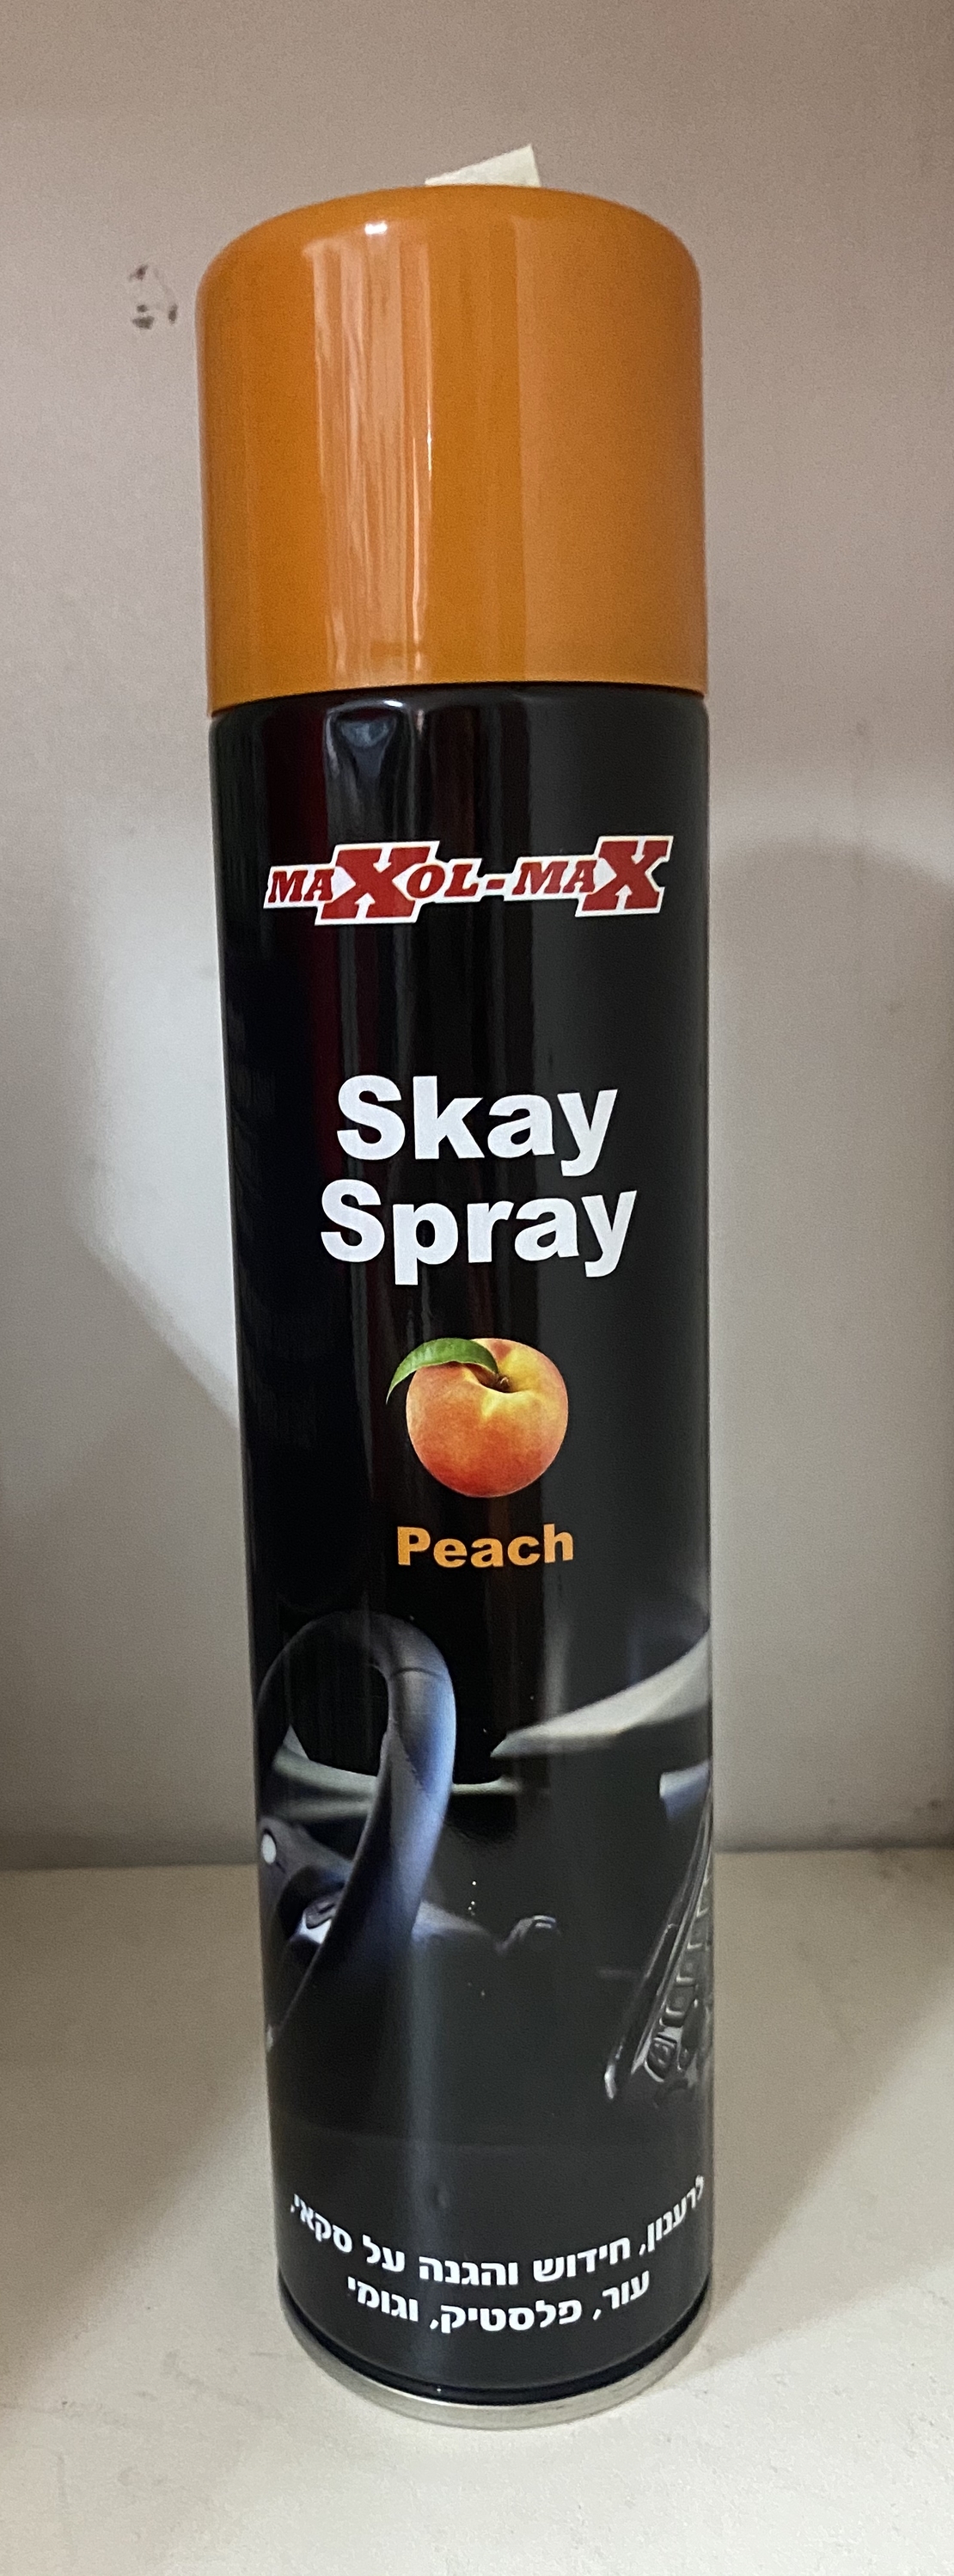 MAXOL-MAX
Skay
Spray
Peach
לרענון, חידוש והגנה על סקאי,
עור, פלסטיק, וגומי